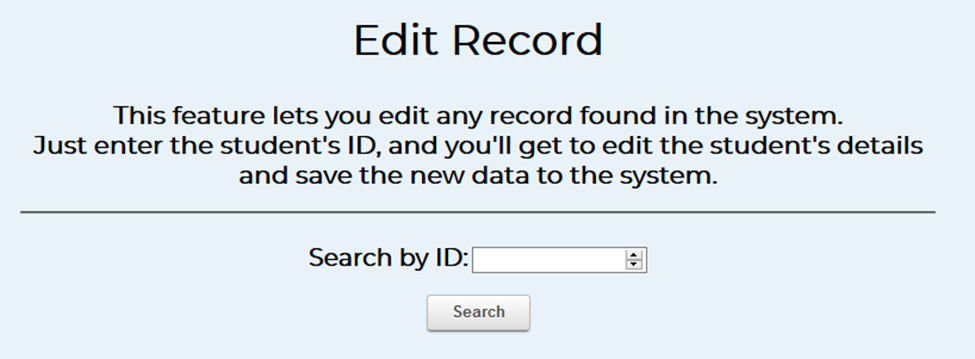 Edit Record
This feature lets you edit any record found in the system.
Just enter the student's ID, and you'll get to edit the student's details
and save the new data to the system.
Search by ID:
Search